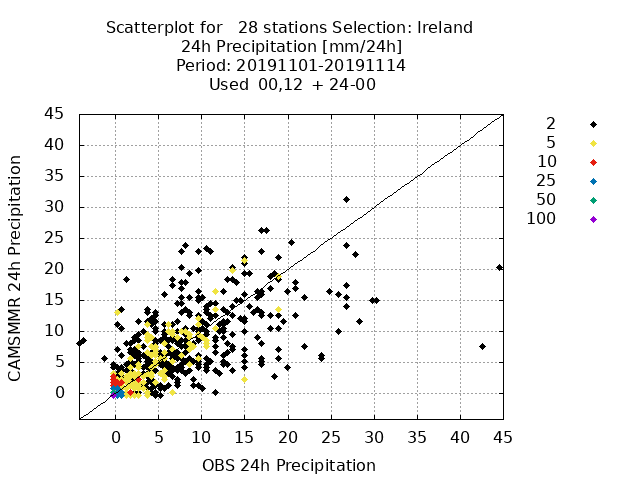 Scatterplot for   28 stations Selection: Ireland
24h Precipitation [mm/24h]
Period: 20191101-20191114
Used  00,12  + 24-00
45
40
35
30
25
20
15
10
5
0
CAMSMMR 24h Precipitation
0 5 10 15 20 25 30 35 40 45
OBS 24h Precipitation
2
5
10
25
50
100